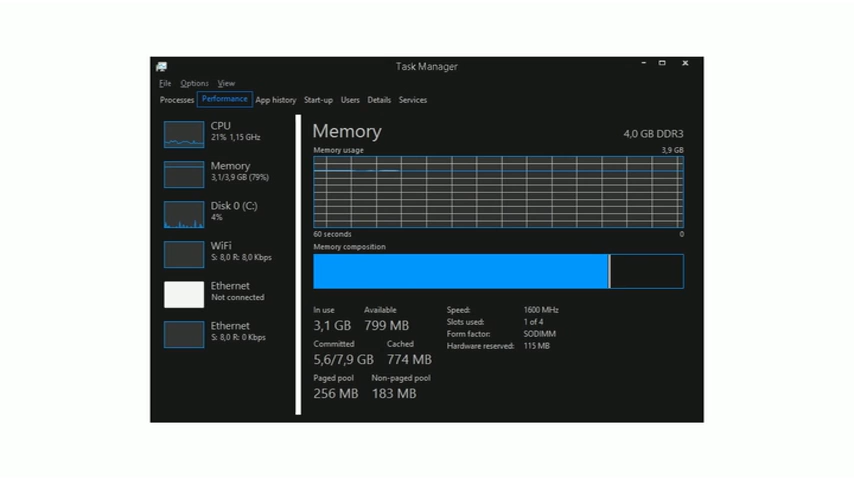 Task Manager
File Options View
Processes Performance App history Start-up Users Details Services
CPU
21% 1,15 GHz
Memory
3,1/3,9 GB (79%)
Disk 0 (C:)
4%
WiFi
S: 8,0 R: 8,0 Kbps
Ethernet
Not connected
Ethernet
S: 8,0 R: 0 Kbps
Memory 4,0 GB DDR3
Memory usage 3,9 GB
60 seconds 0
Memory composition
In use Available
3,1 GB 799 MB
Committed Cached
5,6/7,9 GB 774 MB
Paged pool Non-paged pool
256 MB 183 MB
Speed: 1600 MHz
Slots used: 1 of 4
Form factor: SODIMM
Hardware reserved: 115 MB